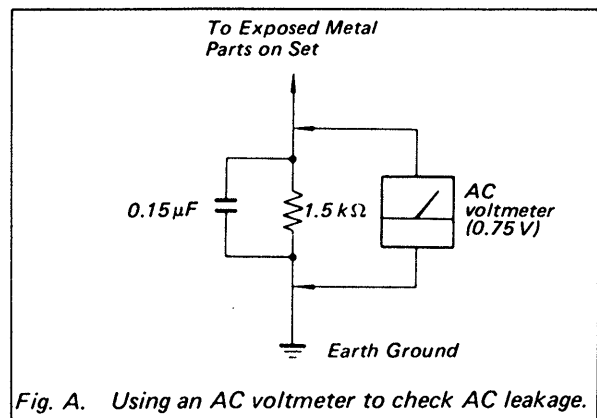 To Exposed Metal
Parts on Set
0.15μF
1.5 kΩ
AC
voltmeter
(0.75 V)
Earth Ground
Fig. A. Using an AC voltmeter to check AC leakage.